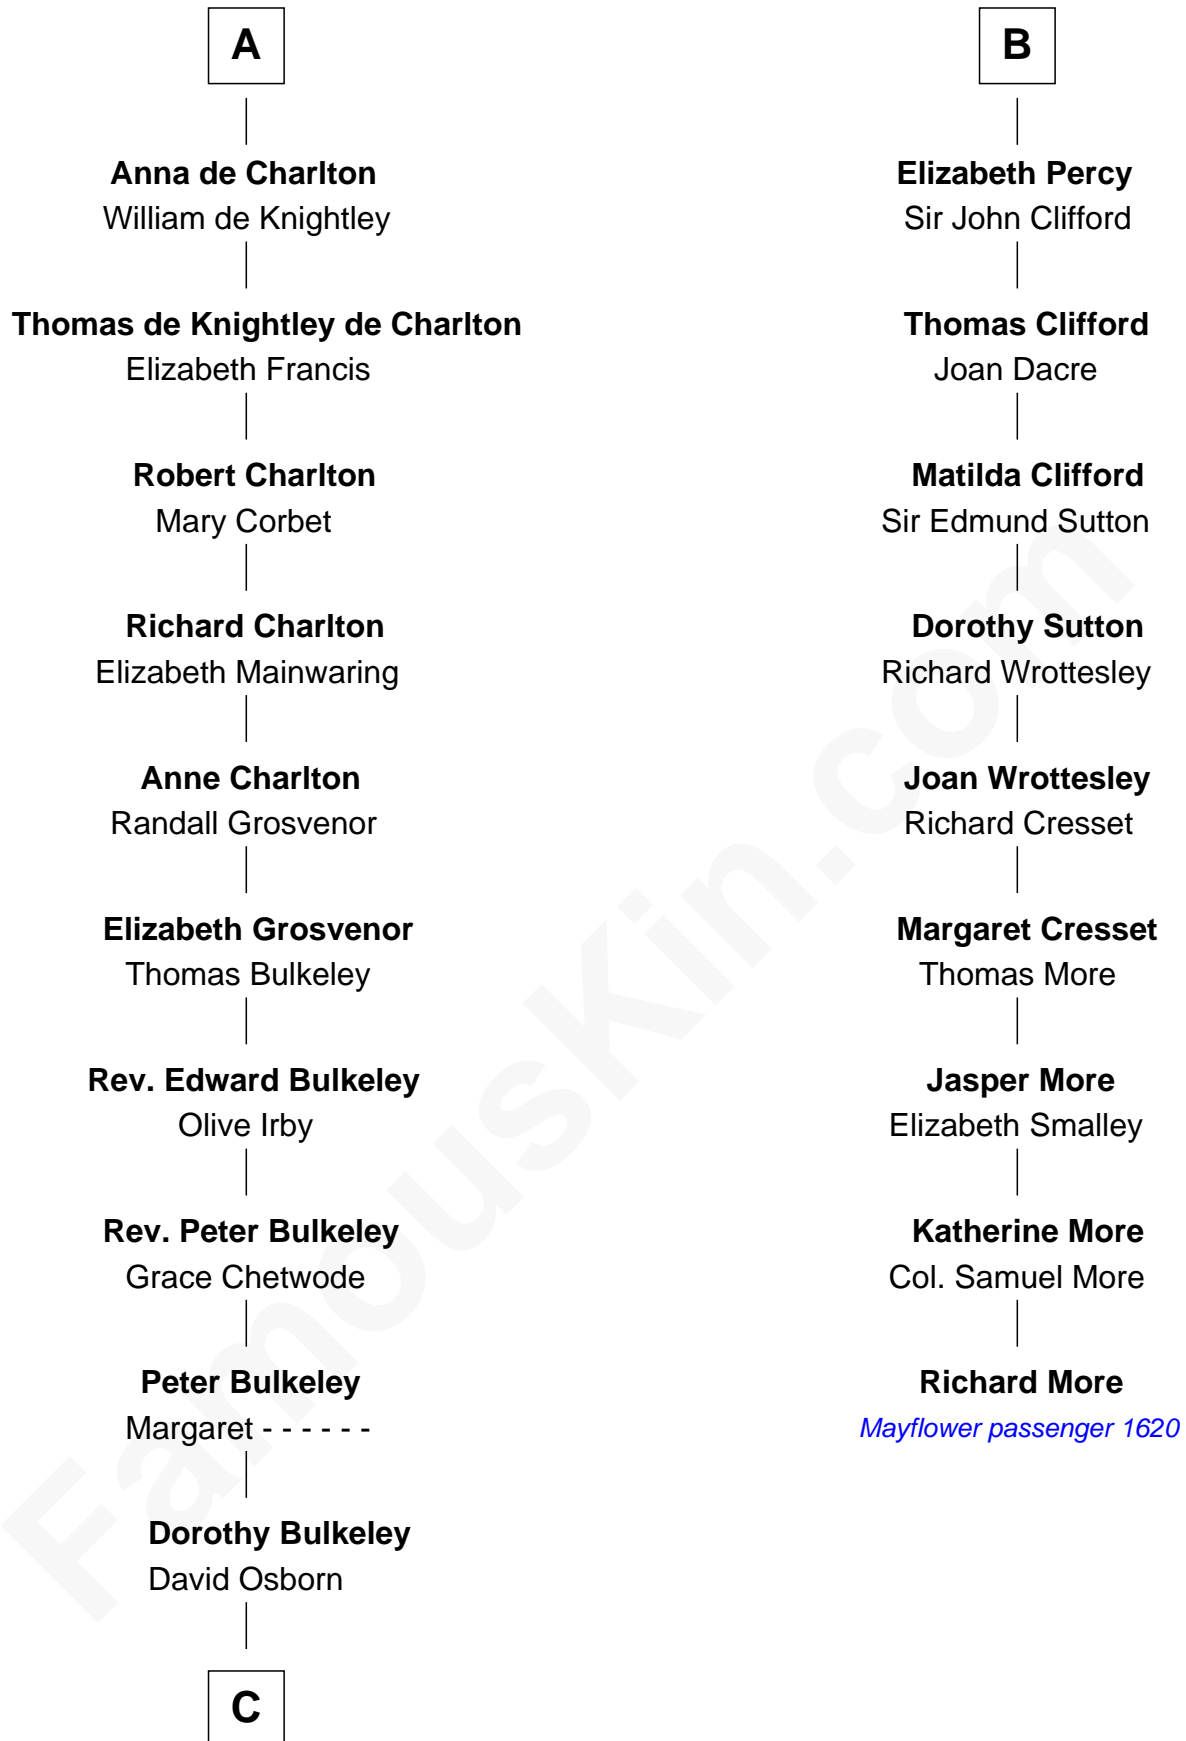 A
Anna de Charlton
William de Knightley
Thomas de Knightley de Charlton
Elizabeth Francis
Robert Charlton
Mary Corbet
Richard Charlton
Elizabeth Mainwaring
Anne Charlton
Randall Grosvenor
Elizabeth Grosvenor
Thomas Bulkeley
Rev. Edward Bulkeley
Olive Irby
Rev. Peter Bulkeley
Grace Chetwode
Peter Bulkeley
Margaret - - - - - -
Dorothy Bulkeley
David Osborn
C
B
Elizabeth Percy
Sir John Clifford
Thomas Clifford
Joan Dacre
Matilda Clifford
Sir Edmund Sutton
Dorothy Sutton
Richard Wrottesley
Joan Wrottesley
Richard Cresset
Margaret Cresset
Thomas More
Jasper More
Elizabeth Smalley
Katherine More
Col. Samuel More
Richard More
Mayflower passenger 1620
FamousKin.com